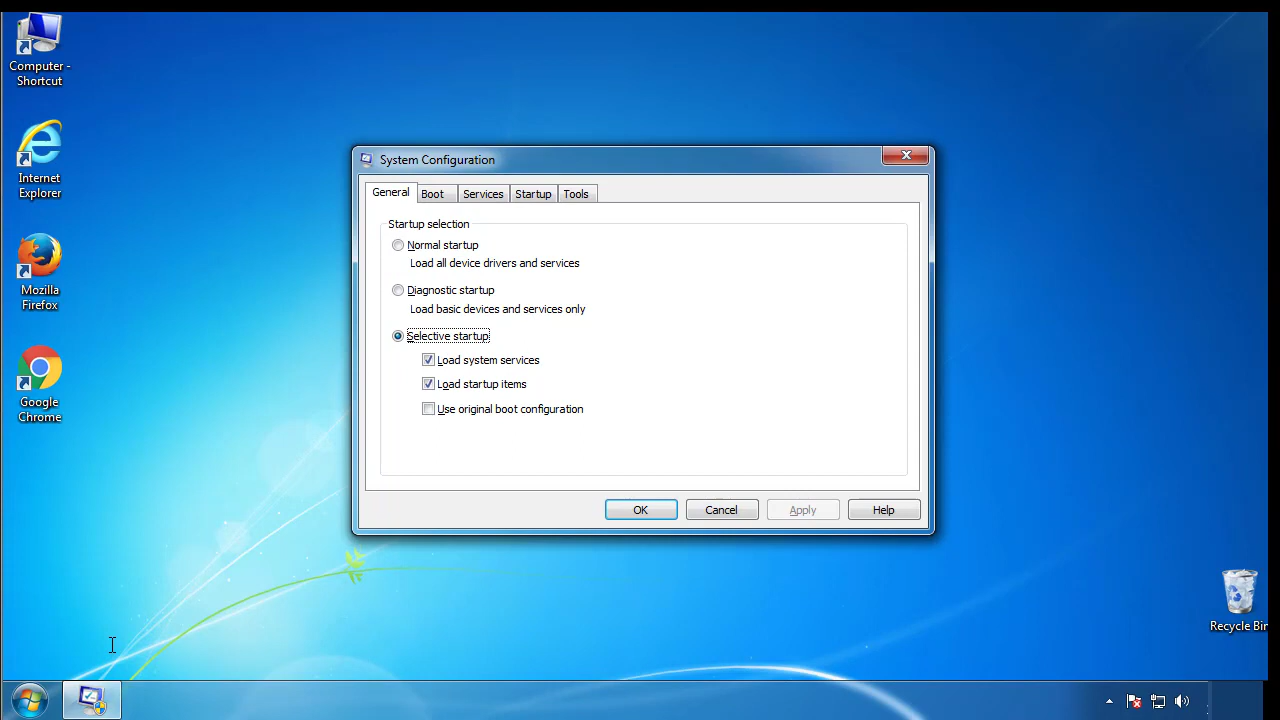 Computer -
Shortcut
Internet
Explorer
Mozilla
Firefox
Google
Chrome
System Configuration
General
Boot
Services
Startup
Tools
Startup selection
Normal startup
Load all device drivers and services
Diagnostic startup
Load basic devices and services only
Selective startup
Load system services
Load startup items
Use original boot configuration
OK
Cancel
Apply
Help
Recycle Bin